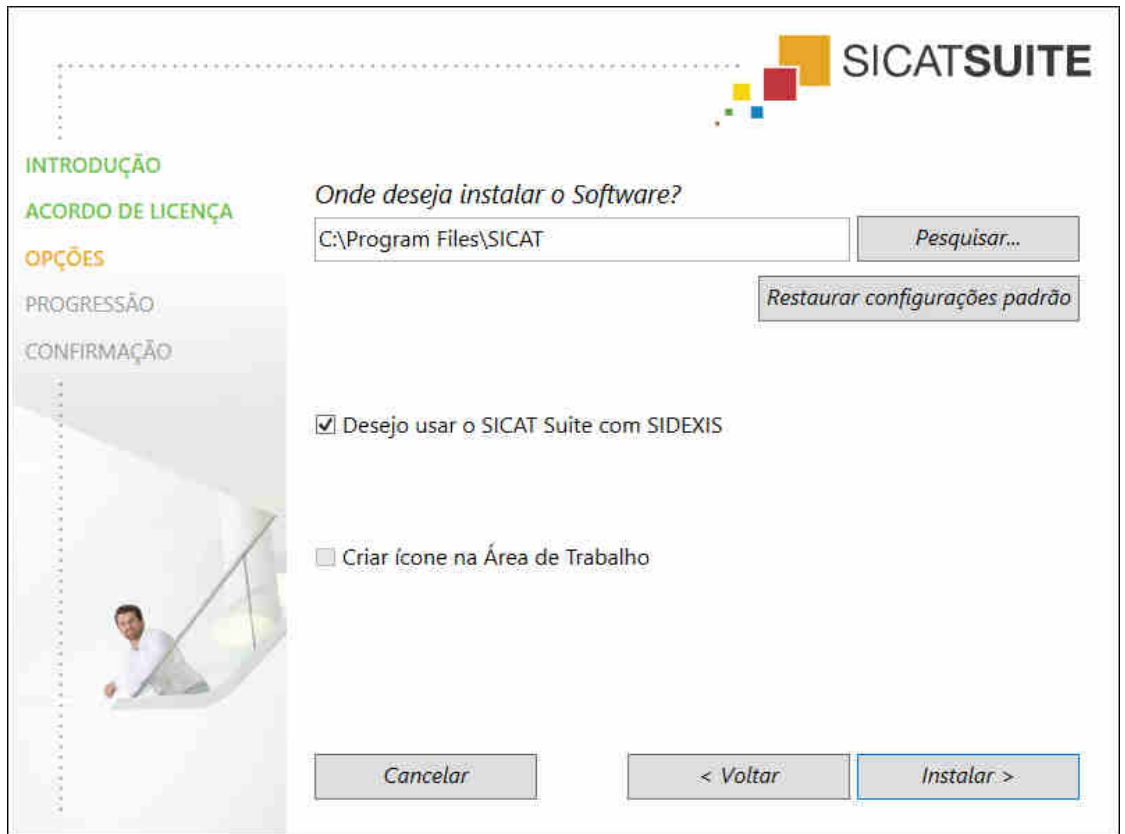 SICATSUITE
INTRODUÇÃO
ACORDO DE LICENÇA
OPÇÕES
PROGRESSÃO
CONFIRMAÇÃO
Onde deseja instalar o Software?
C:\Program Files\SICAT
Pesquisar...
Restaurar configurações padrão
Desejo usar o SICAT Suite com SIDEXIS
Criar ícone na Área de Trabalho
Cancelar
< Voltar
Instalar >